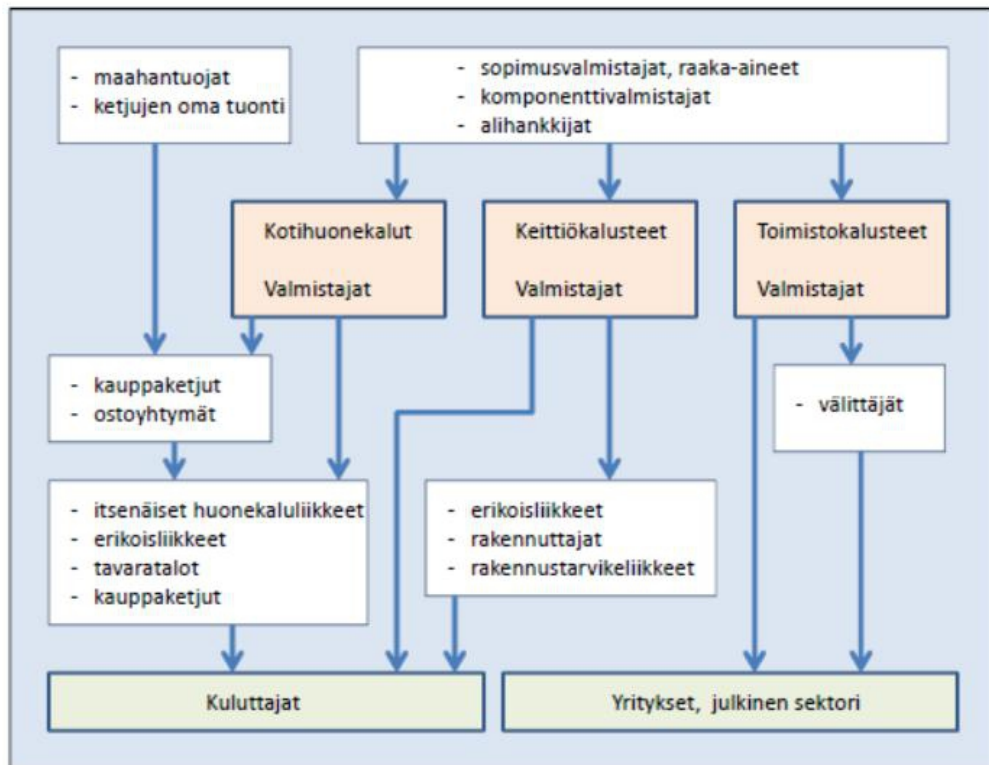 - maahantuojat
- ketjujen oma tuonti
- sopimusvalmistajat, raaka-aineet
- komponenttivalmistajat
- alihankkijat
Kotihuonekalut
Valmistajat
Keittiökalusteet
Valmistajat
Toimistokalusteet
Valmistajat
- kauppaketjut
- ostoyhtymät
- välittäjät
- itsenäiset huonekaluliikkeet
- erikoisliikkeet
- tavaratalot
- kauppaketjut
- erikoisliikkeet
- rakennuttajat
- rakennustarvikeliikkeet
Kuluttajat
Yritykset, julkinen sektori